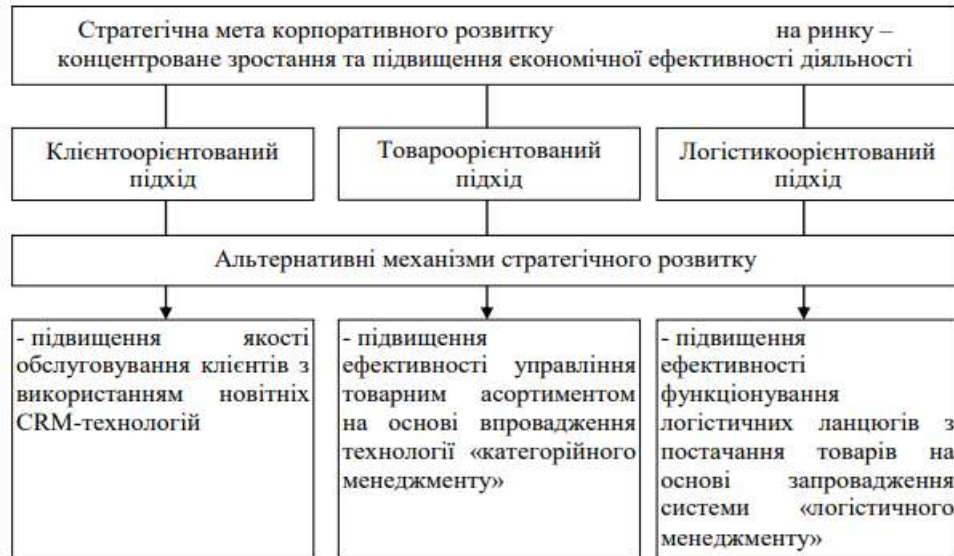 Стратегічна мета корпоративного розвитку на ринку –
концентроване зростання та підвищення економічної ефективності діяльності
Клієнтоорієнтований
підхід
Товароорієнтований
підхід
Логістикоорієнтований
підхід
Альтернативні механізми стратегічного розвитку
- підвищення якості
обслуговування клієнтів з
використанням новітніх
CRM-технологій
- підвищення
ефективності управління
товарним асортиментом
на основі впровадження
технології «категорійного
менеджменту»
- підвищення
ефективності
функціонування
логістичних ланцюгів з
постачання товарів на
основі запровадження
системи «логістичного
менеджменту»